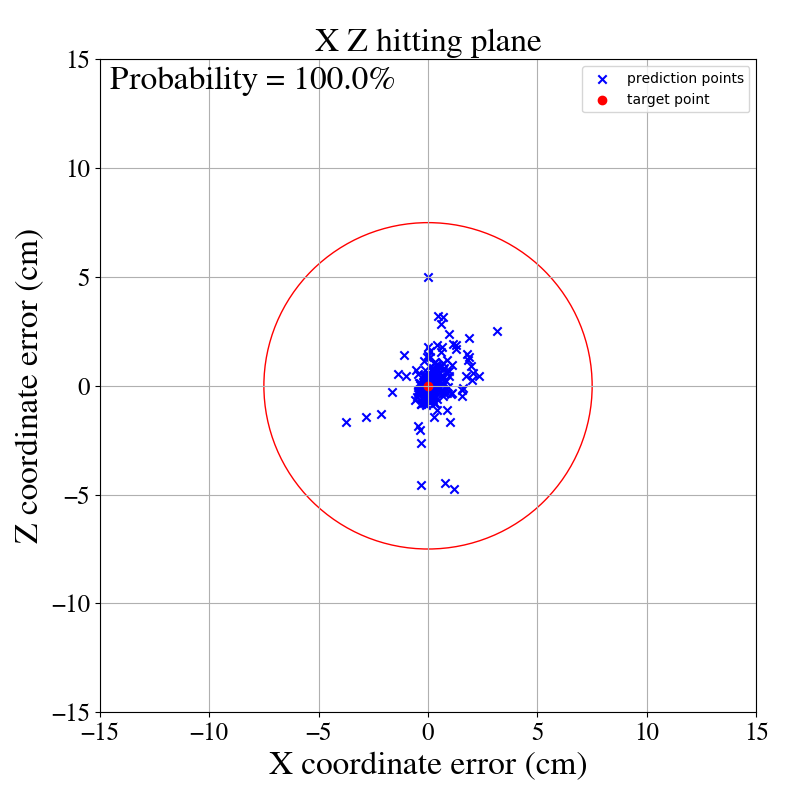 X Z hitting plane
Probability = 100.0%
prediction points
target point
Z coordinate error (cm)
15
10
5
0
−5
−10
−15
−15
−10
−5
0
5
10
15
X coordinate error (cm)